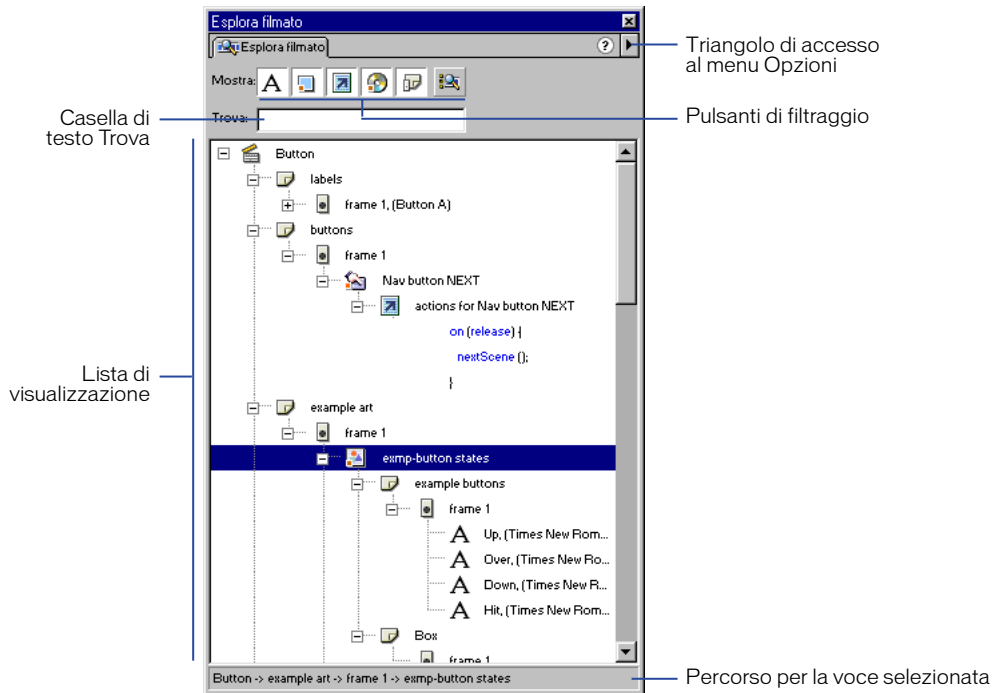 Esplora filmato
Esplora filmato
?
Triangolo di accesso
al menu Opzioni
Mostra:
Pulsanti di filtraggio
Casella di
testo Trova
Trova:
Button
labels
frame 1, (Button A)
buttons
frame 1
Nav button NEXT
actions for Nav button NEXT
on (release) {
nextScene ();
}
Lista di
visualizzazione
example art
frame 1
exmp-button states
example buttons
frame 1
A Up, (Times New Rom...
A Over, (Times New Ro...
A Down, (Times New R...
A Hit, (Times New Rom...
Box
frame 1
Button -> example art -> frame 1 -> exmp-button states
Percorso per la voce selezionata